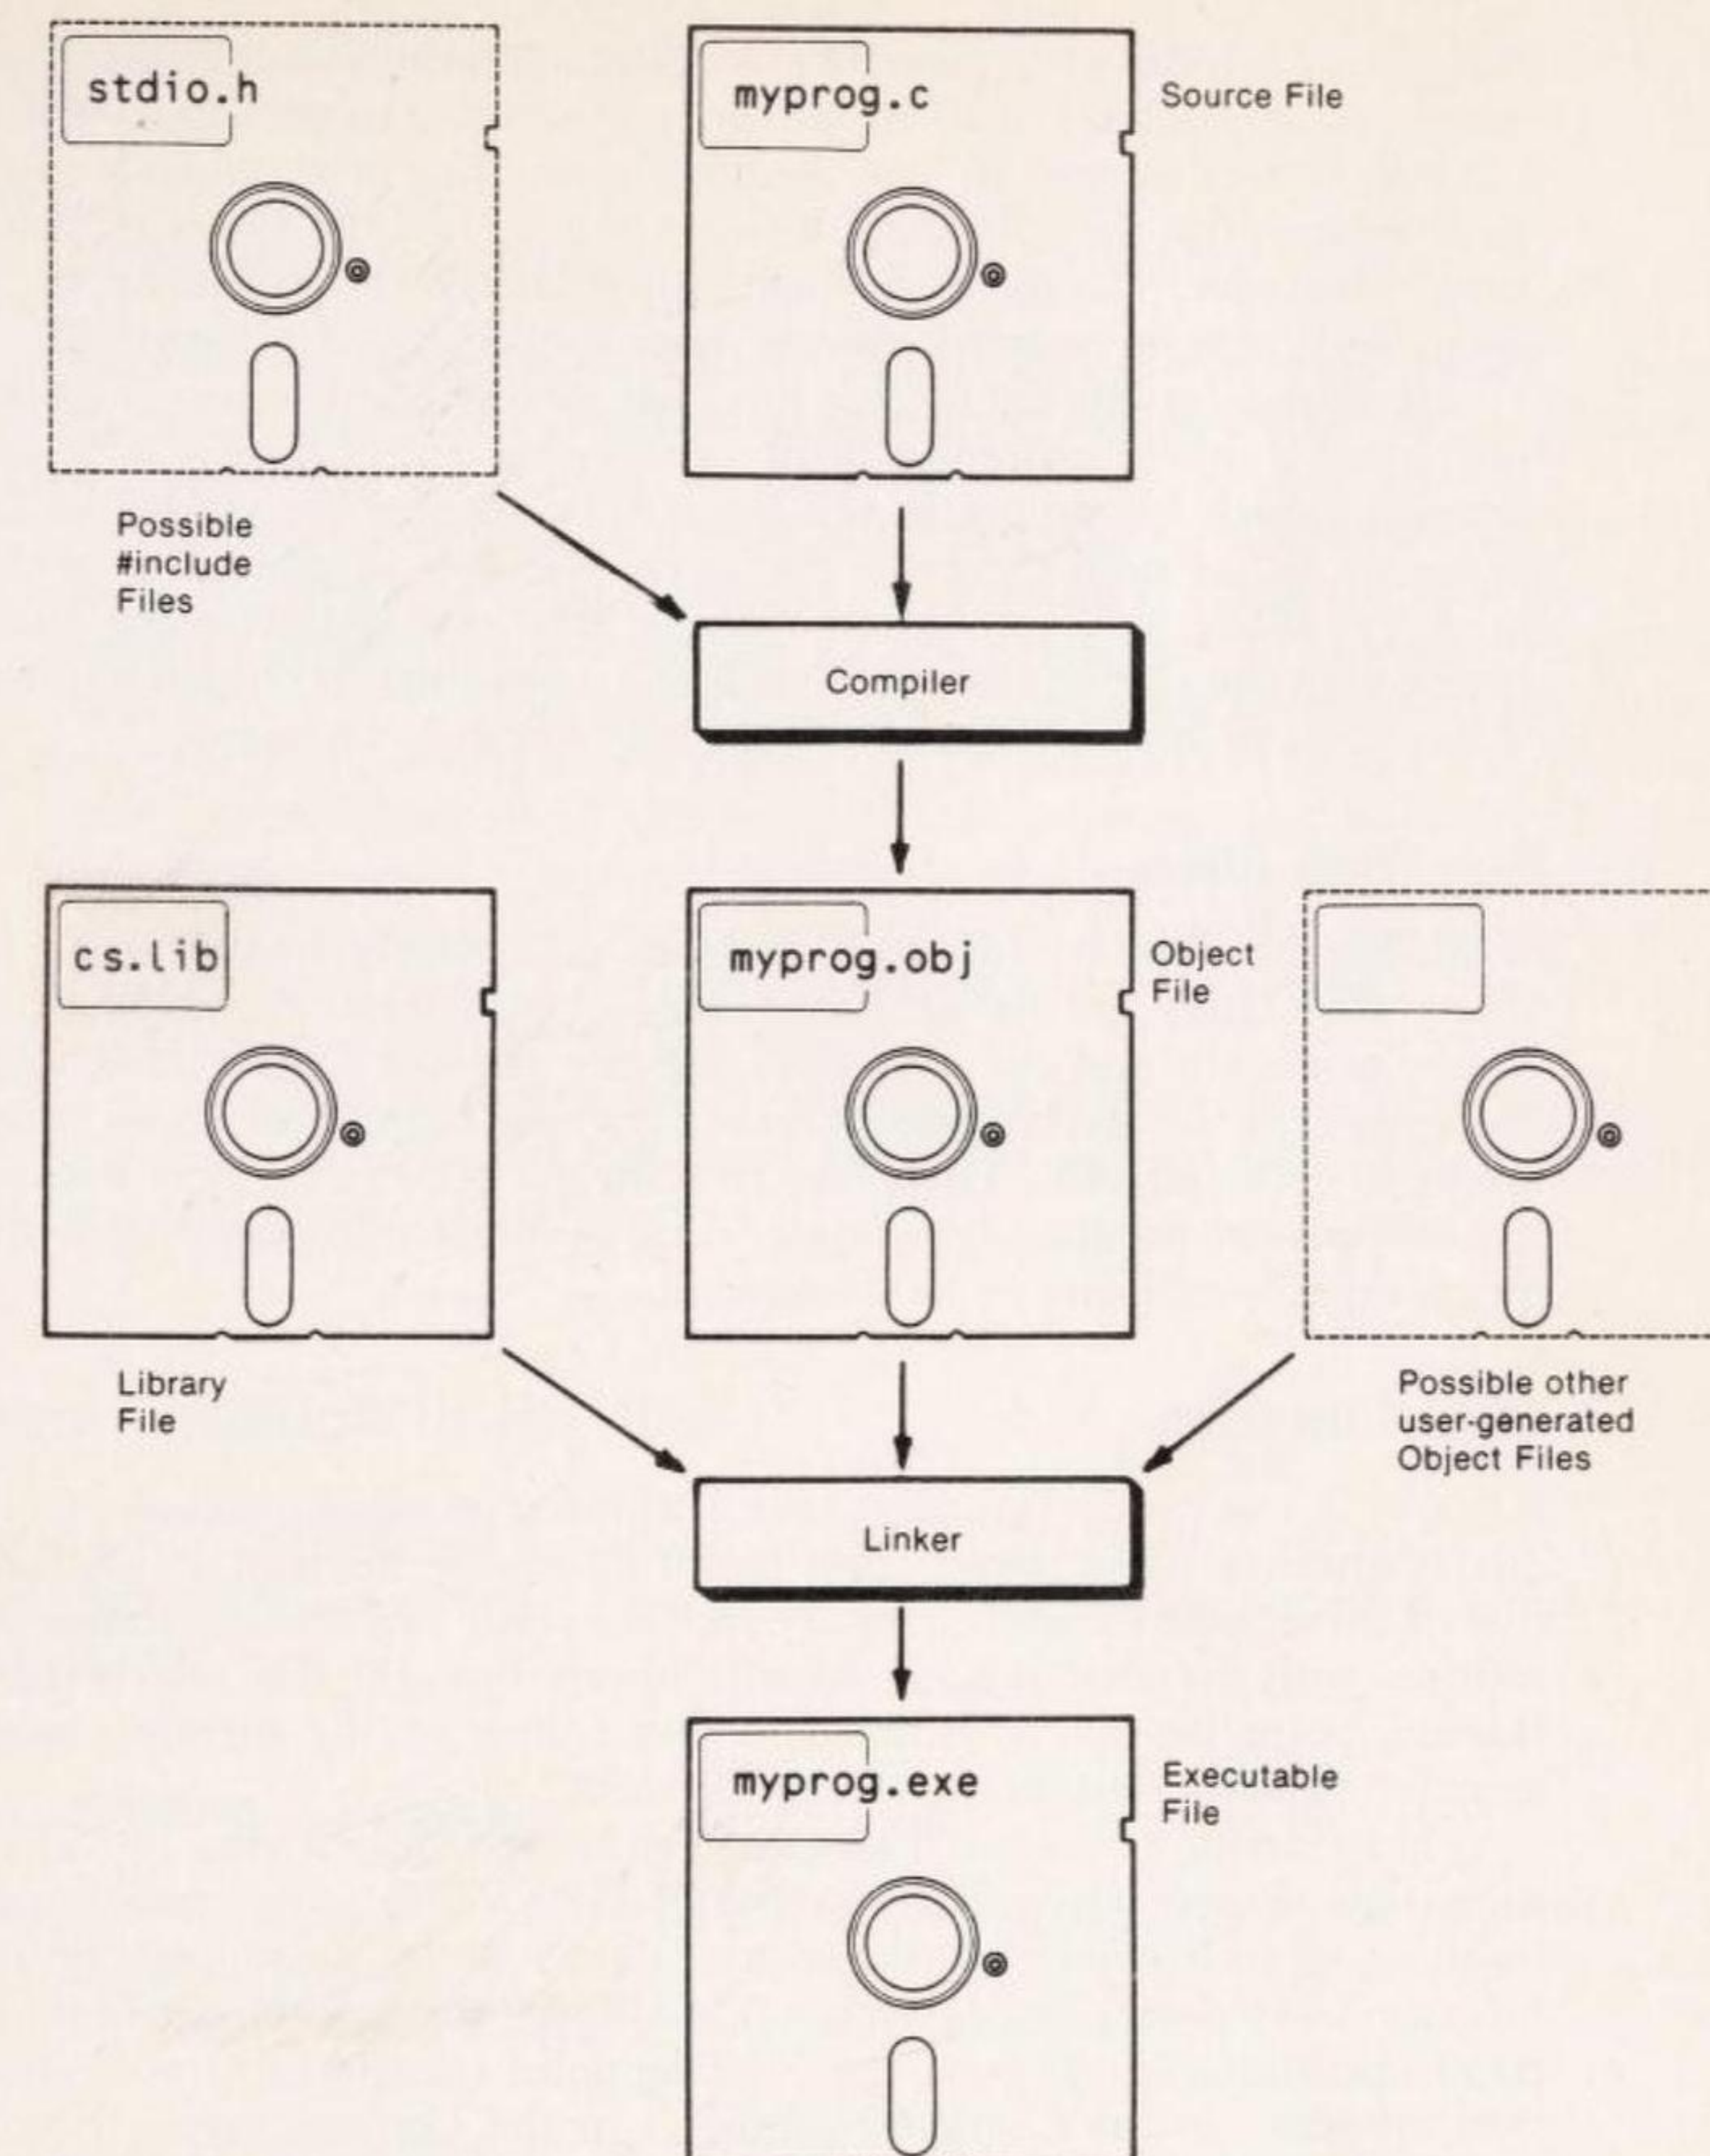 stdio.h
myprog.c
Source File
Possible
#include
Files
Compiler
cs.lib
myprog.obj
Object
File
Library
File
Possible other
user-generated
Object Files
Linker
myprog.exe
Executable
File